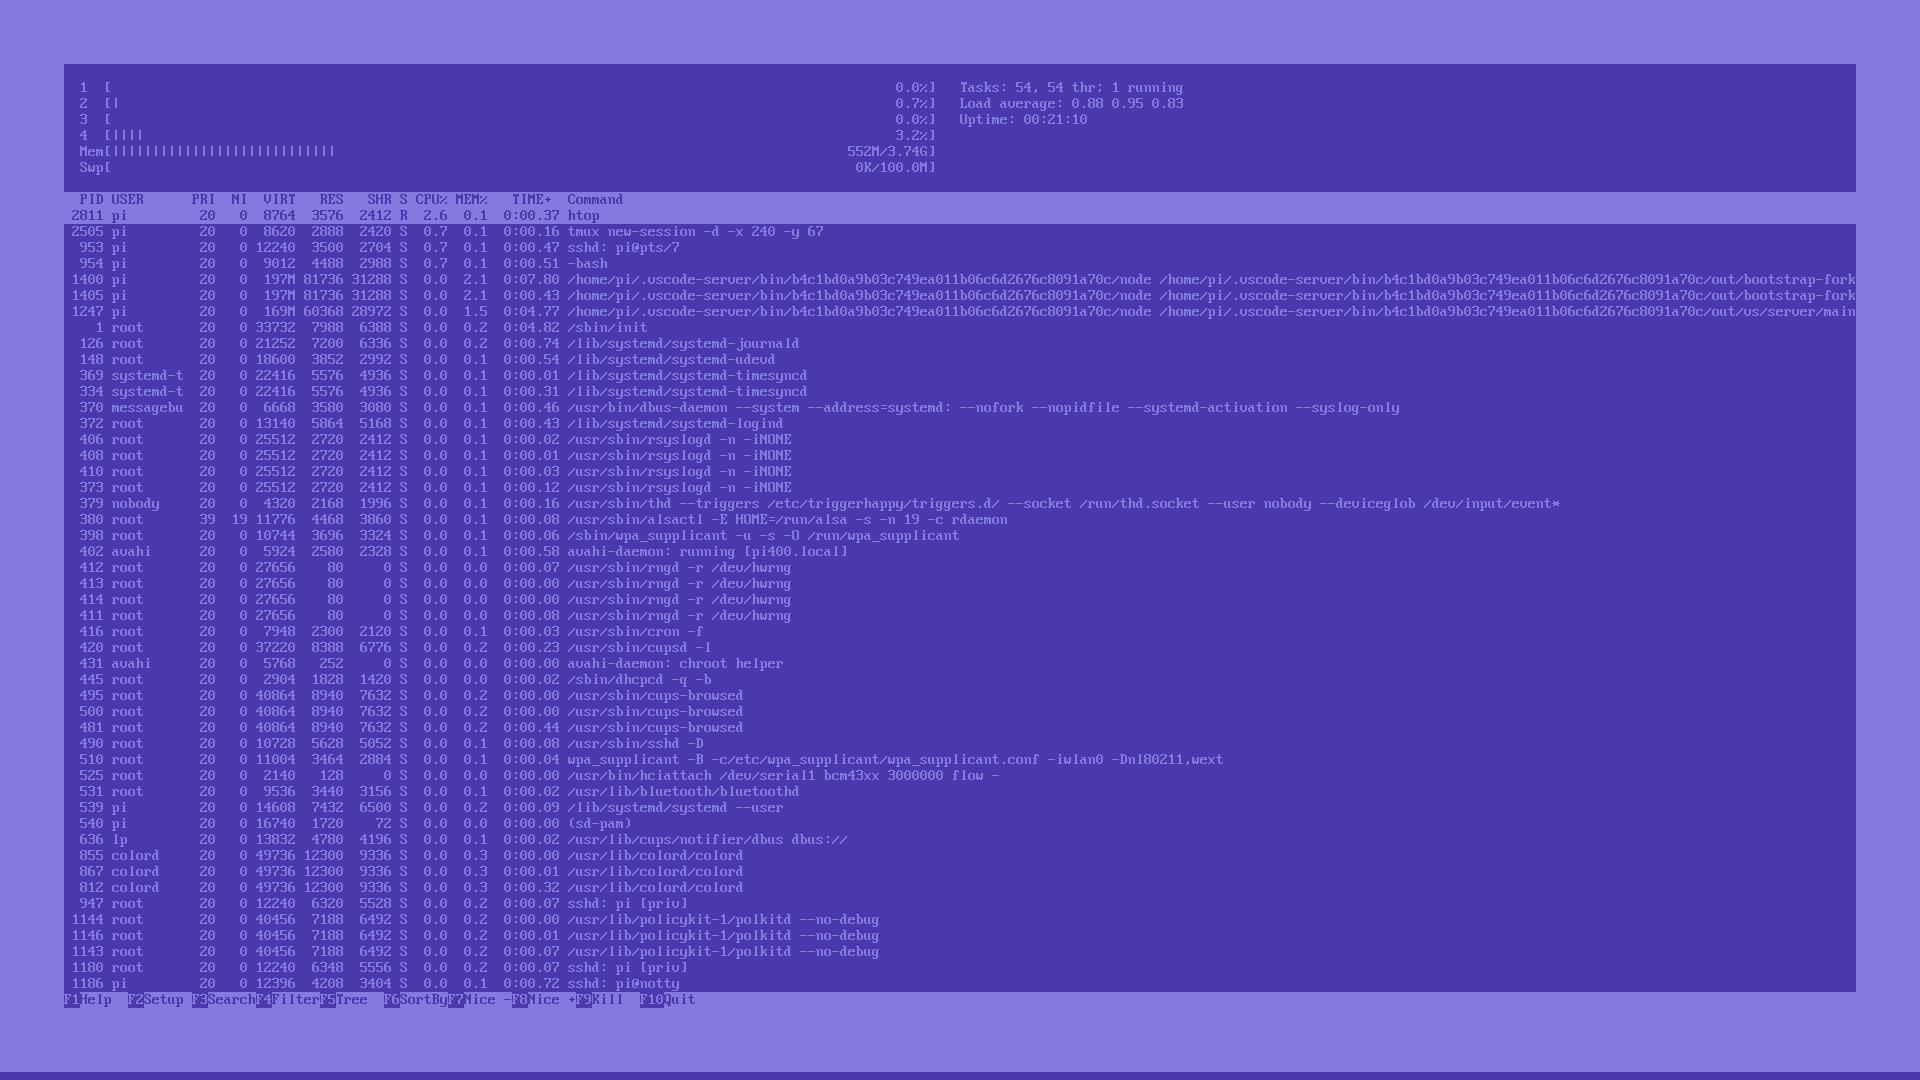 1  [                                                                                                   0.0%]   Tasks: 54, 54 thr; 1 running
2  [|                                                                                                  0.7%]   Load average: 0.88 0.95 0.83
3  [                                                                                                   0.0%]   Uptime: 00:21:10
4  [||||                                                                                               3.2%]
Mem[||||||||||||||||||||||||||||                                                                 552M/3.74G]
Swp[                                                                                              0K/100.0M]
PID USER      PRI  NI  VIRT   RES   SHR S CPU% MEM%   TIME+  Command
2811 pi         20   0  8764  3576  2412 R  2.6  0.1  0:00.37 htop
2505 pi         20   0  8620  2888  2420 S  0.7  0.1  0:00.16 tmux new-session -d -x 240 -y 67
953 pi         20   0 12240  3500  2704 S  0.7  0.1  0:00.47 sshd: pi@pts/7
954 pi         20   0  9012  4488  2988 S  0.7  0.1  0:00.51 -bash
1400 pi         20   0  197M 81736 31288 S  0.0  2.1  0:07.80 /home/pi/.vscode-server/bin/b4c1bd0a9b03c749ea011b06c6d2676c8091a70c/node /home/pi/.vscode-server/bin/b4c1bd0a9b03c749ea011b06c6d2676c8091a70c/out/bootstrap-fork
1405 pi         20   0  197M 81736 31288 S  0.0  2.1  0:00.43 /home/pi/.vscode-server/bin/b4c1bd0a9b03c749ea011b06c6d2676c8091a70c/node /home/pi/.vscode-server/bin/b4c1bd0a9b03c749ea011b06c6d2676c8091a70c/out/bootstrap-fork
1247 pi         20   0  169M 60368 28972 S  0.0  1.5  0:04.77 /home/pi/.vscode-server/bin/b4c1bd0a9b03c749ea011b06c6d2676c8091a70c/node /home/pi/.vscode-server/bin/b4c1bd0a9b03c749ea011b06c6d2676c8091a70c/out/vs/server/main
1 root       20   0 33732  7988  6388 S  0.0  0.2  0:04.82 /sbin/init
126 root       20   0 21252  7200  6336 S  0.0  0.2  0:00.74 /lib/systemd/systemd-journald
148 root       20   0 18600  3852  2992 S  0.0  0.1  0:00.54 /lib/systemd/systemd-udevd
369 systemd-t  20   0 22416  5576  4936 S  0.0  0.1  0:00.01 /lib/systemd/systemd-timesyncd
334 systemd-t  20   0 22416  5576  4936 S  0.0  0.1  0:00.31 /lib/systemd/systemd-timesyncd
370 messagebu  20   0  6668  3580  3080 S  0.0  0.1  0:00.46 /usr/bin/dbus-daemon --system --address=systemd: --nofork --nopidfile --systemd-activation --syslog-only
372 root       20   0 13140  5864  5168 S  0.0  0.1  0:00.43 /lib/systemd/systemd-logind
406 root       20   0 25512  2720  2412 S  0.0  0.1  0:00.02 /usr/sbin/rsyslogd -n -iNONE
408 root       20   0 25512  2720  2412 S  0.0  0.1  0:00.01 /usr/sbin/rsyslogd -n -iNONE
410 root       20   0 25512  2720  2412 S  0.0  0.1  0:00.03 /usr/sbin/rsyslogd -n -iNONE
373 root       20   0 25512  2720  2412 S  0.0  0.1  0:00.12 /usr/sbin/rsyslogd -n -iNONE
379 nobody     20   0  4320  2168  1996 S  0.0  0.1  0:00.16 /usr/sbin/thd --triggers /etc/triggerhappy/triggers.d/ --socket /run/thd.socket --user nobody --deviceglob /dev/input/event*
380 root       39  19 11776  4468  3860 S  0.0  0.1  0:00.08 /usr/sbin/alsactl -E HOME=/run/alsa -s -n 19 -c rdaemon
398 root       20   0 10744  3696  3324 S  0.0  0.1  0:00.06 /sbin/wpa_supplicant -u -s -O /run/wpa_supplicant
402 avahi      20   0  5924  2580  2328 S  0.0  0.1  0:00.58 avahi-daemon: running [pi400.local]
412 root       20   0 27656    80     0 S  0.0  0.0  0:00.07 /usr/sbin/rngd -r /dev/hwrng
413 root       20   0 27656    80     0 S  0.0  0.0  0:00.00 /usr/sbin/rngd -r /dev/hwrng
414 root       20   0 27656    80     0 S  0.0  0.0  0:00.00 /usr/sbin/rngd -r /dev/hwrng
411 root       20   0 27656    80     0 S  0.0  0.0  0:00.08 /usr/sbin/rngd -r /dev/hwrng
416 root       20   0  7948  2300  2120 S  0.0  0.1  0:00.03 /usr/sbin/cron -f
420 root       20   0 37220  8388  6776 S  0.0  0.2  0:00.23 /usr/sbin/cupsd -l
431 avahi      20   0  5768   252     0 S  0.0  0.0  0:00.00 avahi-daemon: chroot helper
445 root       20   0  2904  1828  1420 S  0.0  0.0  0:00.02 /sbin/dhcpcd -q -b
495 root       20   0 40864  8940  7632 S  0.0  0.2  0:00.00 /usr/sbin/cups-browsed
500 root       20   0 40864  8940  7632 S  0.0  0.2  0:00.00 /usr/sbin/cups-browsed
481 root       20   0 40864  8940  7632 S  0.0  0.2  0:00.44 /usr/sbin/cups-browsed
490 root       20   0 10728  5628  5052 S  0.0  0.1  0:00.08 /usr/sbin/sshd -D
510 root       20   0 11004  3464  2884 S  0.0  0.1  0:00.04 wpa_supplicant -B -c/etc/wpa_supplicant/wpa_supplicant.conf -iwlan0 -Dnl80211,wext
525 root       20   0  2140   128     0 S  0.0  0.0  0:00.00 /usr/bin/hciattach /dev/serial1 bcm43xx 3000000 flow -
531 root       20   0  9536  3440  3156 S  0.0  0.1  0:00.02 /usr/lib/bluetooth/bluetoothd
539 pi         20   0 14608  7432  6500 S  0.0  0.2  0:00.09 /lib/systemd/systemd --user
540 pi         20   0 16740  1720    72 S  0.0  0.0  0:00.00 (sd-pam)
636 lp         20   0 13832  4780  4196 S  0.0  0.1  0:00.02 /usr/lib/cups/notifier/dbus dbus://
855 colord     20   0 49736 12300  9336 S  0.0  0.3  0:00.00 /usr/lib/colord/colord
867 colord     20   0 49736 12300  9336 S  0.0  0.3  0:00.01 /usr/lib/colord/colord
812 colord     20   0 49736 12300  9336 S  0.0  0.3  0:00.32 /usr/lib/colord/colord
947 root       20   0 12240  6320  5528 S  0.0  0.2  0:00.07 sshd: pi [priv]
1144 root       20   0 40456  7188  6492 S  0.0  0.2  0:00.00 /usr/lib/policykit-1/polkitd --no-debug
1146 root       20   0 40456  7188  6492 S  0.0  0.2  0:00.01 /usr/lib/policykit-1/polkitd --no-debug
1143 root       20   0 40456  7188  6492 S  0.0  0.2  0:00.07 /usr/lib/policykit-1/polkitd --no-debug
1180 root       20   0 12240  6348  5556 S  0.0  0.2  0:00.07 sshd: pi [priv]
1186 pi         20   0 12396  4208  3404 S  0.0  0.1  0:00.72 sshd: pi@notty
F1Help  F2Setup F3SearchF4FilterF5Tree  F6SortByF7Nice -F8Nice +F9Kill  F10Quit